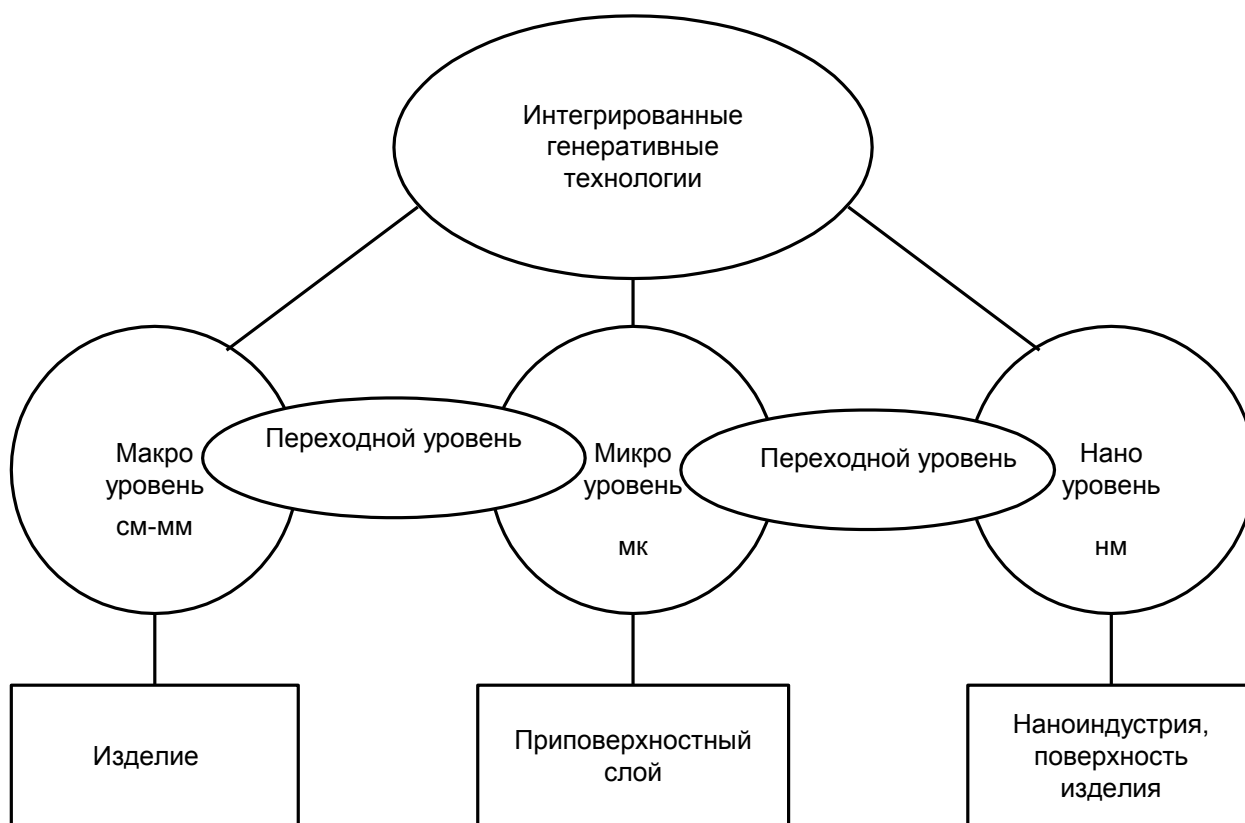 Интегрированные
генеративные
технологии
Макро
уровень
см-мм
Переходной уровень
Микро
уровень
мк
Переходной уровень
Нано
уровень
нм
Изделие
Приповерхностный
слой
Наноиндустрия,
поверхность
изделия